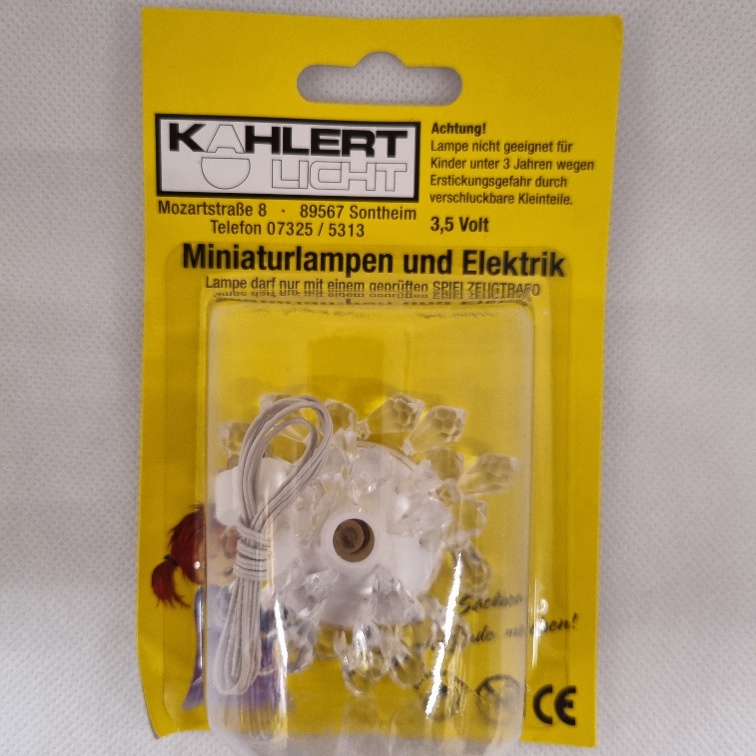 KAHLERT
LICHT
Mozartstraße 8 · 89567 Sontheim
Telefon 07325 / 5313
Achtung!
Lampe nicht geeignet für
Kinder unter 3 Jahren wegen
Erstickungsgefahr durch
verschluckbare Kleinteile.
3,5 Volt
Miniaturlampen und Elektrik
Lampe darf nur mit einem geprüften SPIELZEUGTRAFO
CE